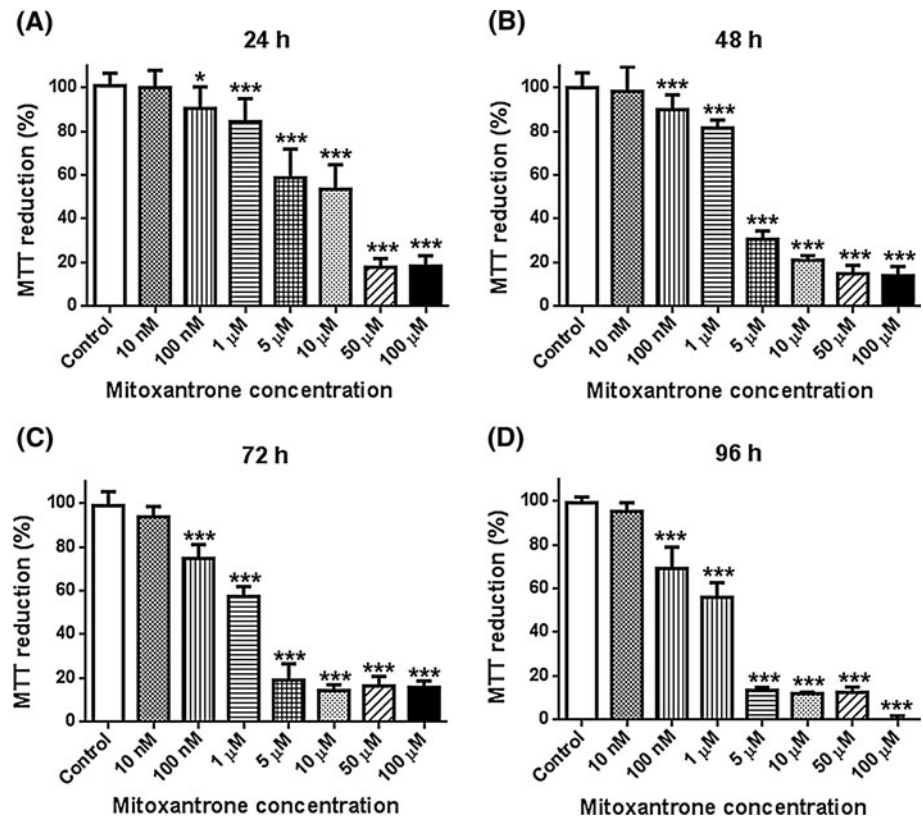 (A)
24 h
MTT reduction (%)
100
80
60
40
20
0
*
***
***
***
***
***
Control
10 nM
100 nM
1 μM
5 μM
10 μM
50 μM
100 μM
Mitoxantrone concentration
(B)
48 h
MTT reduction (%)
100
80
60
40
20
0
***
***
***
***
***
***
Control
10 nM
100 nM
1 μM
5 μM
10 μM
50 μM
100 μM
Mitoxantrone concentration
(C)
72 h
MTT reduction (%)
100
80
60
40
20
0
***
***
***
***
***
***
Control
10 nM
100 nM
1 μM
5 μM
10 μM
50 μM
100 μM
Mitoxantrone concentration
(D)
96 h
MTT reduction (%)
100
80
60
40
20
0
***
***
***
***
***
***
Control
10 nM
100 nM
1 μM
5 μM
10 μM
50 μM
100 μM
Mitoxantrone concentration